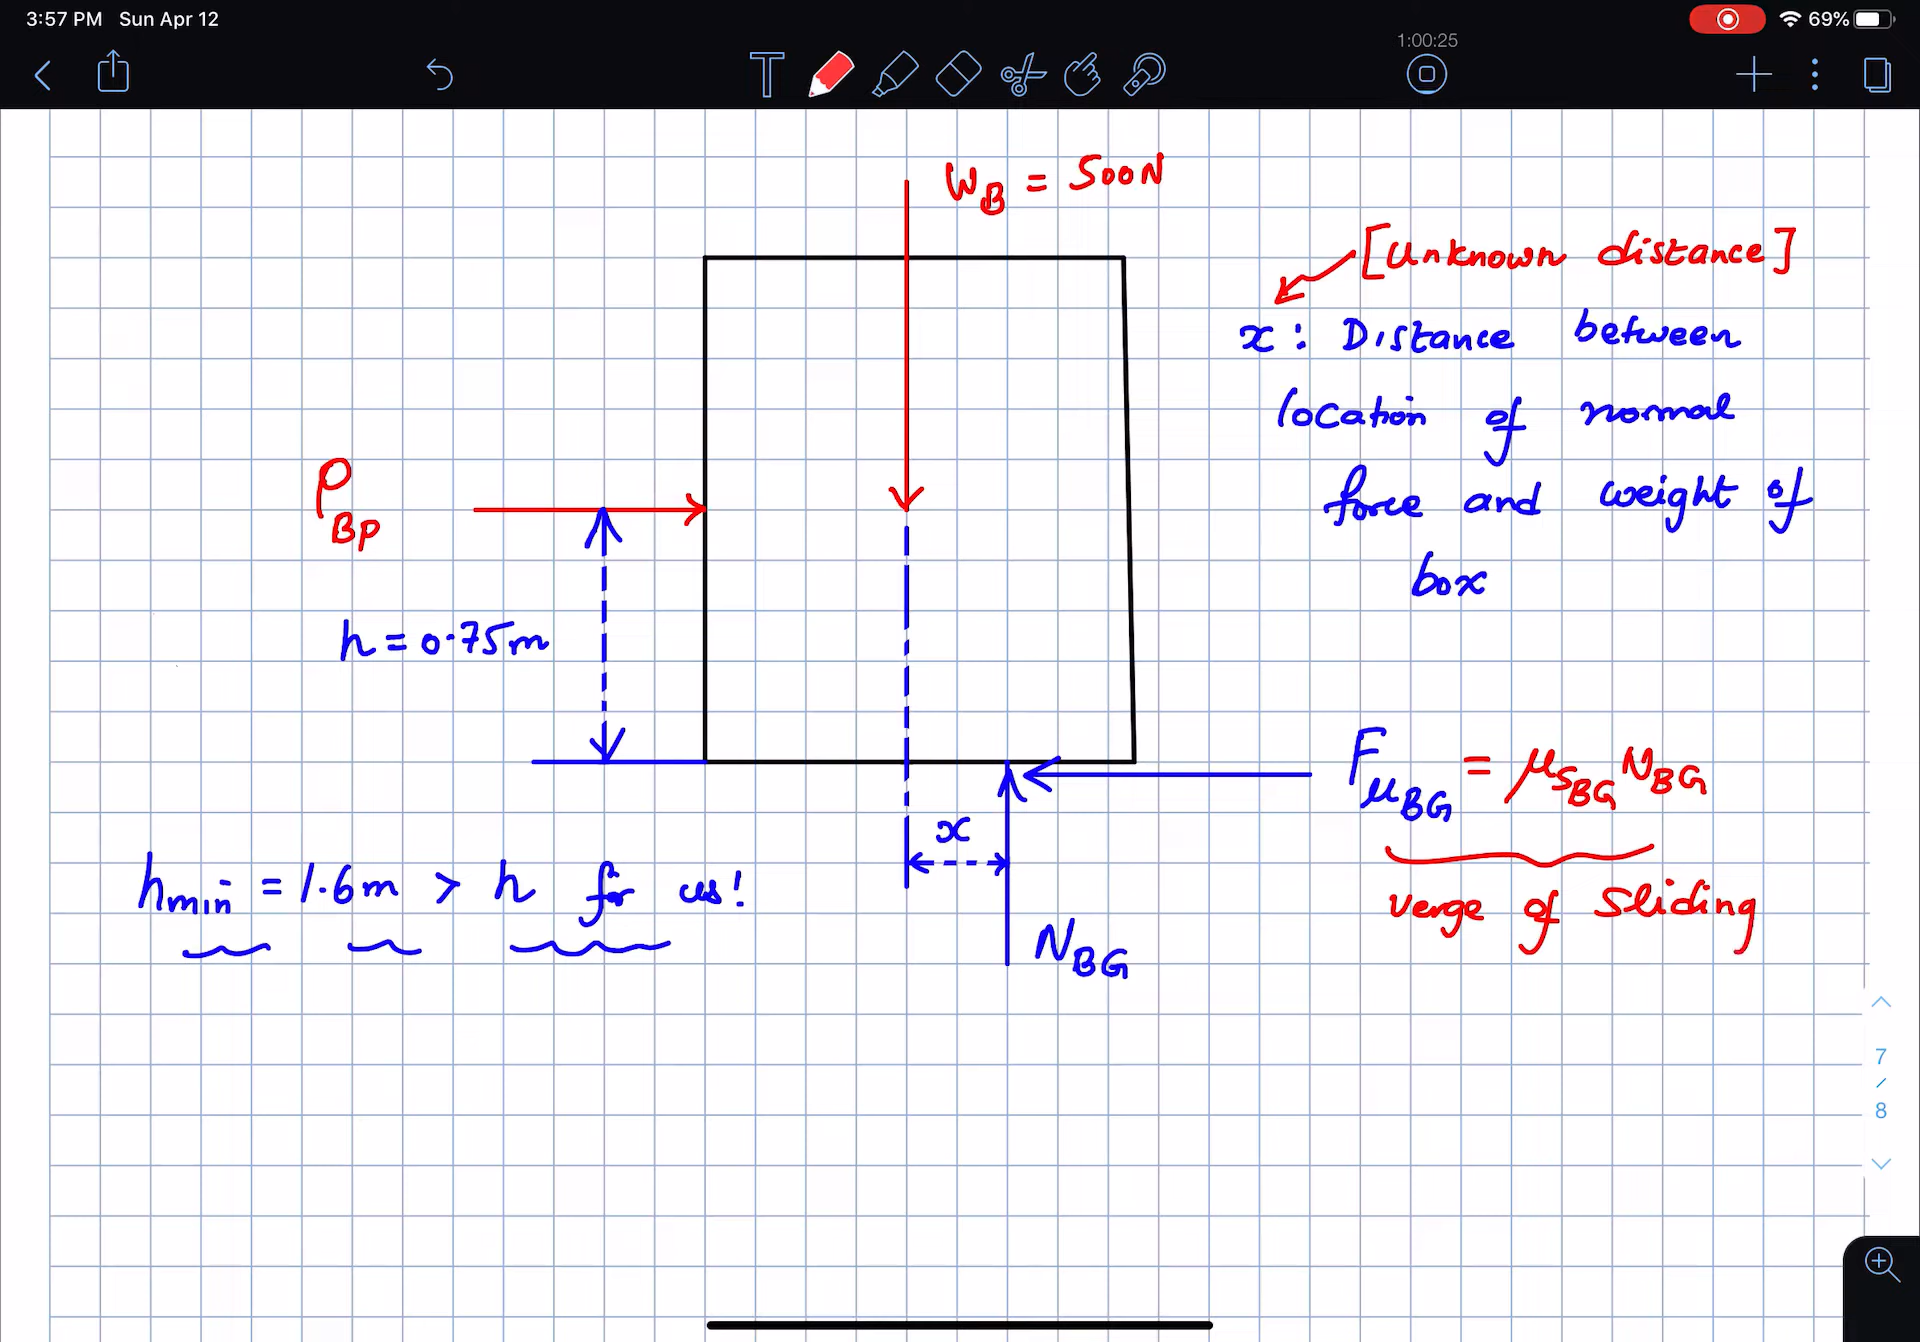 3:57 PM Sun Apr 12
69%
1:00:25
T
W_B = 500N
[Unknown distance]
x : Distance between
location of normal
force and weight of
box
P_BP
h = 0.75m
F_μBG = μ_SBG N_BG
verge of sliding
x
N_BG
h_min = 1.6m > h for us!
7
/
8